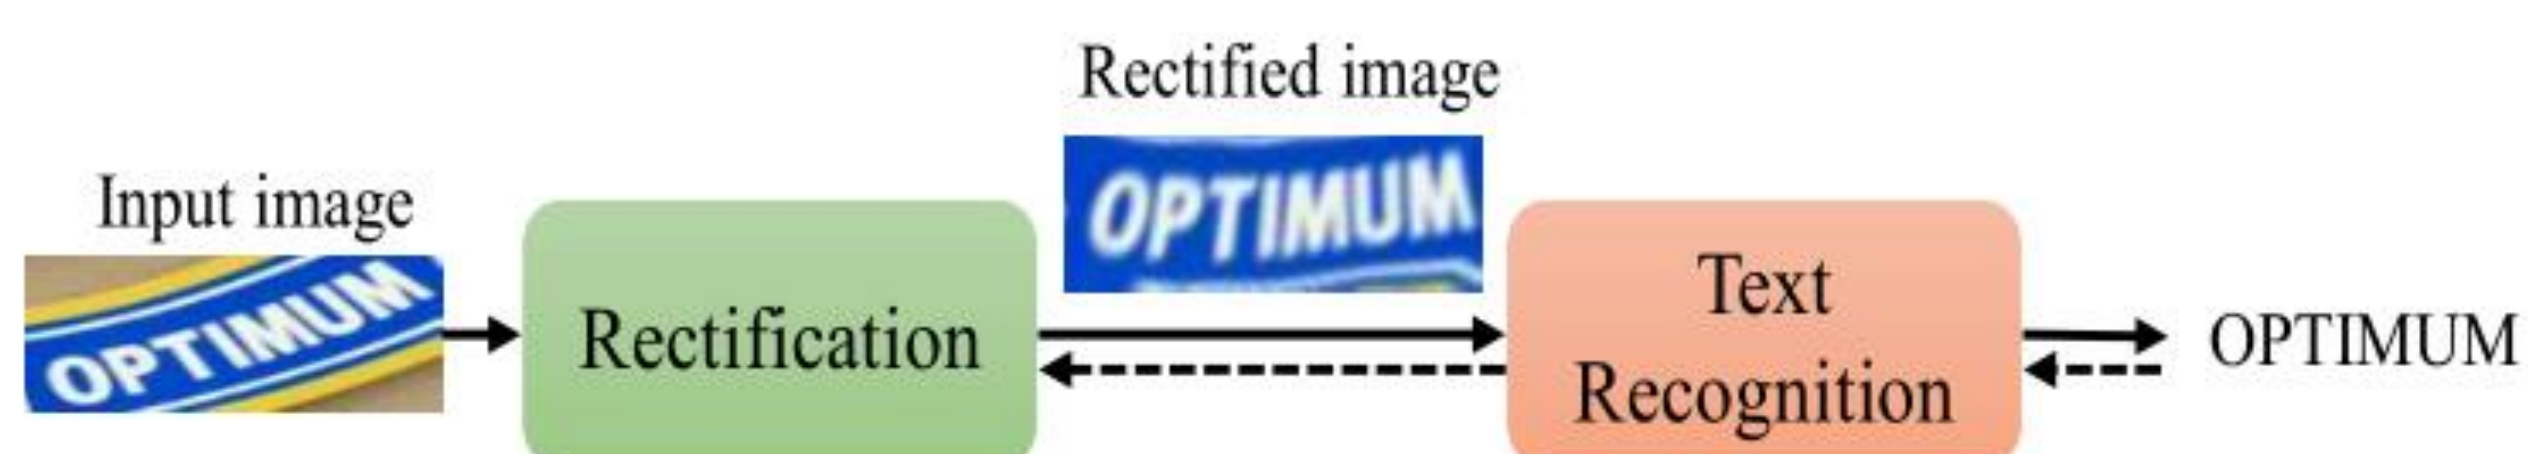 Input image
OPTIMUM
Rectification
Rectified image
OPTIMUM
Text
Recognition
OPTIMUM